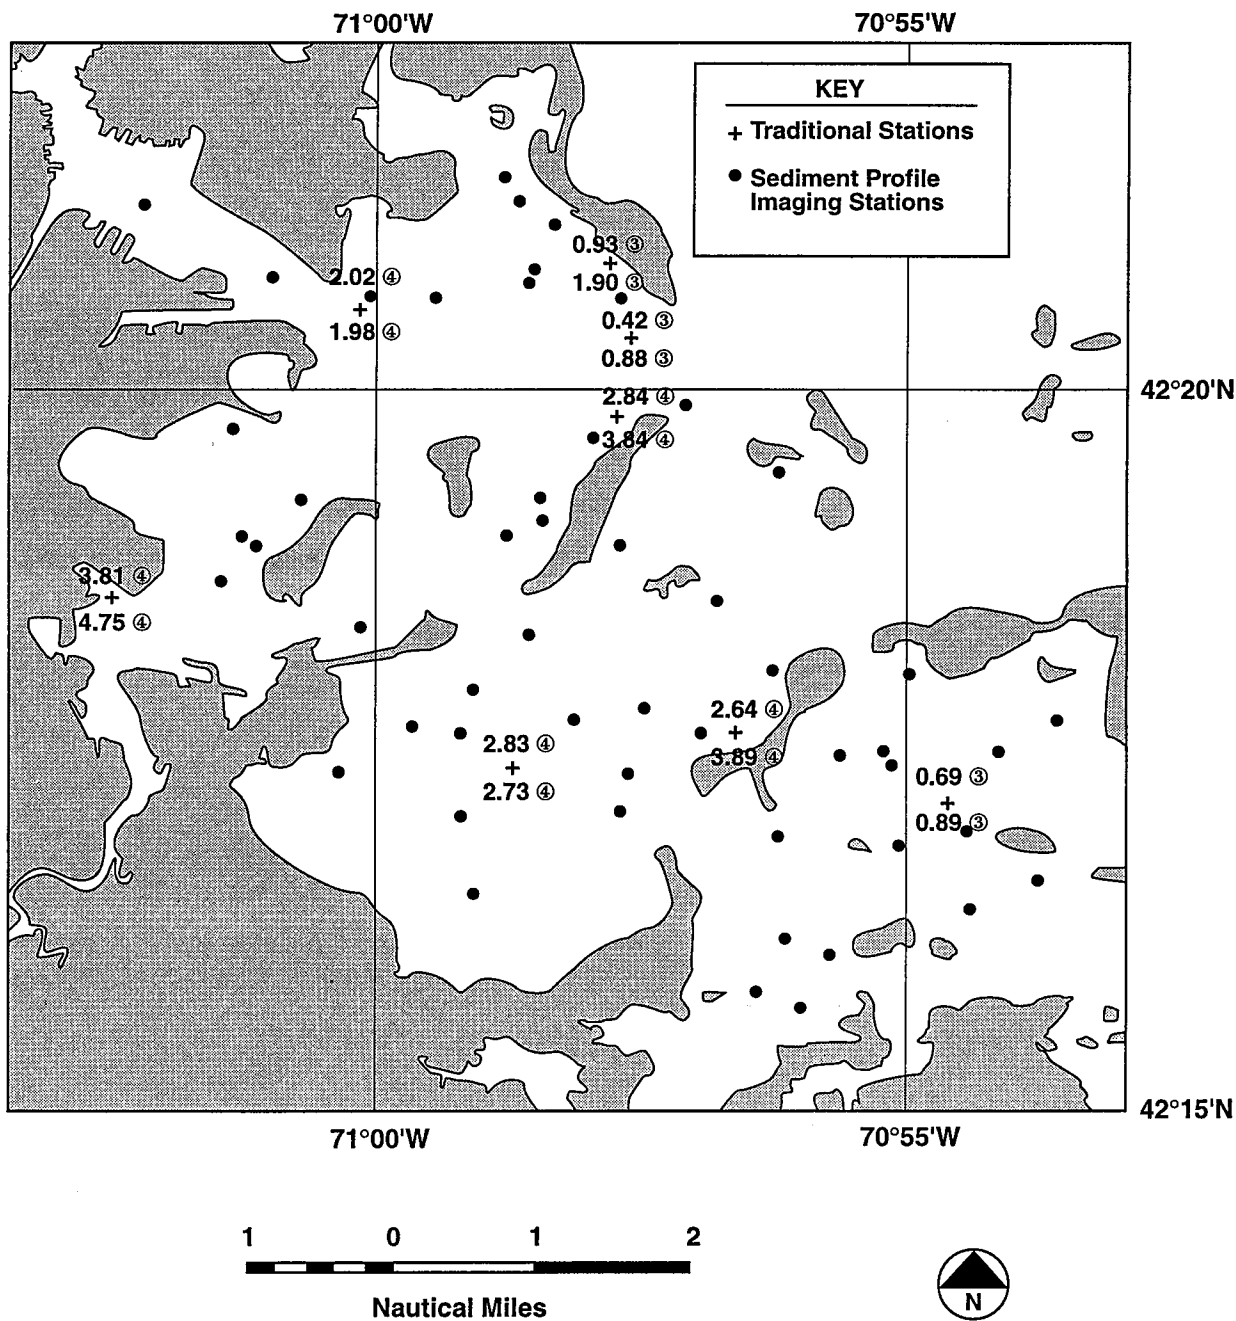 71°00'W 70°55'W
KEY
+ Traditional Stations
● Sediment Profile
Imaging Stations
0.93 ③
1.90 ③
2.02 ④
1.98 ④
0.42 ③
0.88 ③
42°20'N
2.84 ④
3.84 ④
3.81 ④
4.75 ④
2.64 ④
3.89 ④
2.83 ④
2.73 ④
0.69 ③
0.89 ③
42°15'N
71°00'W 70°55'W
1 0 1 2
Nautical Miles
N